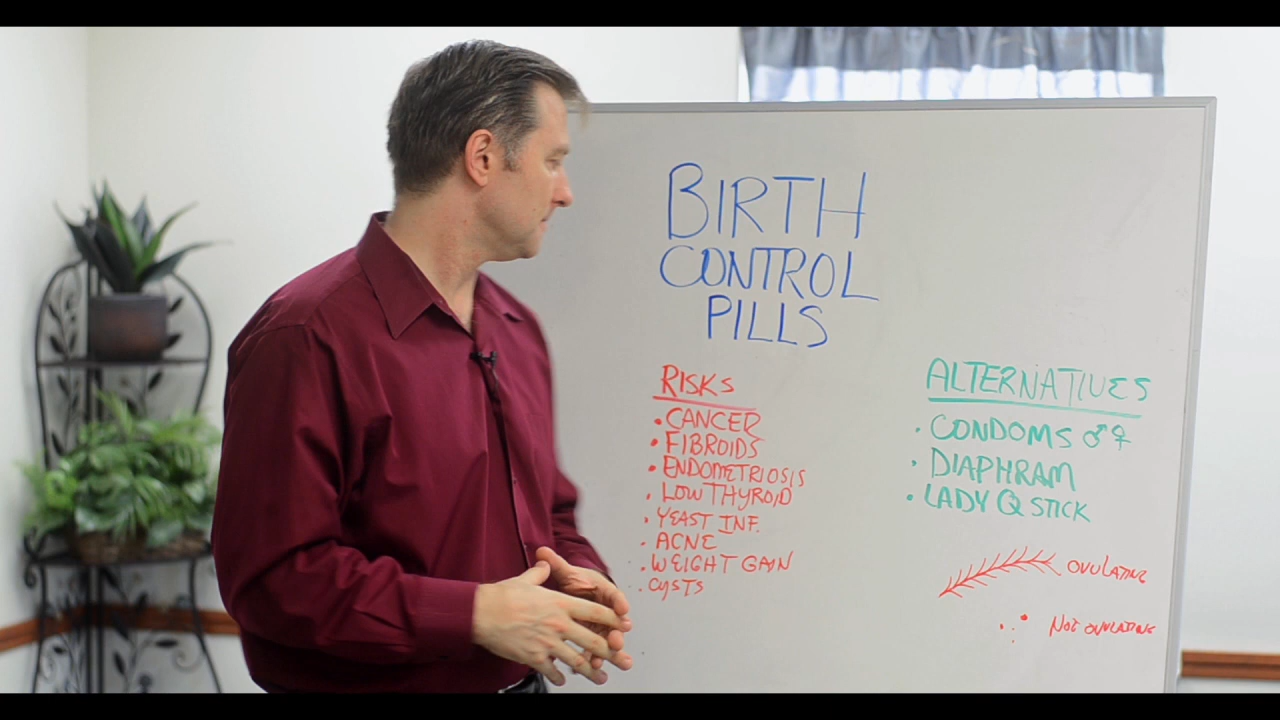 BIRTH
CONTROL
PILLS
RISKS
• CANCER
• FIBROIDS
• ENDOMETRIOSIS
• LOW THYROID
• YEAST INF.
• ACNE
• WEIGHT GAIN
• CYSTS
ALTERNATIVES
• CONDOMS ♂♀
• DIAPHRAM
• LADY Q STICK
OVULATING
NOT OVULATING